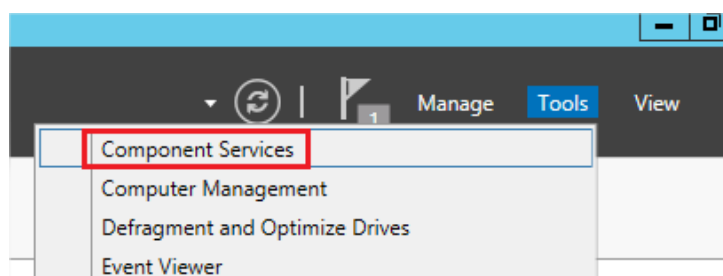 1 Manage Tools View
Component Services
Computer Management
Defragment and Optimize Drives
Event Viewer